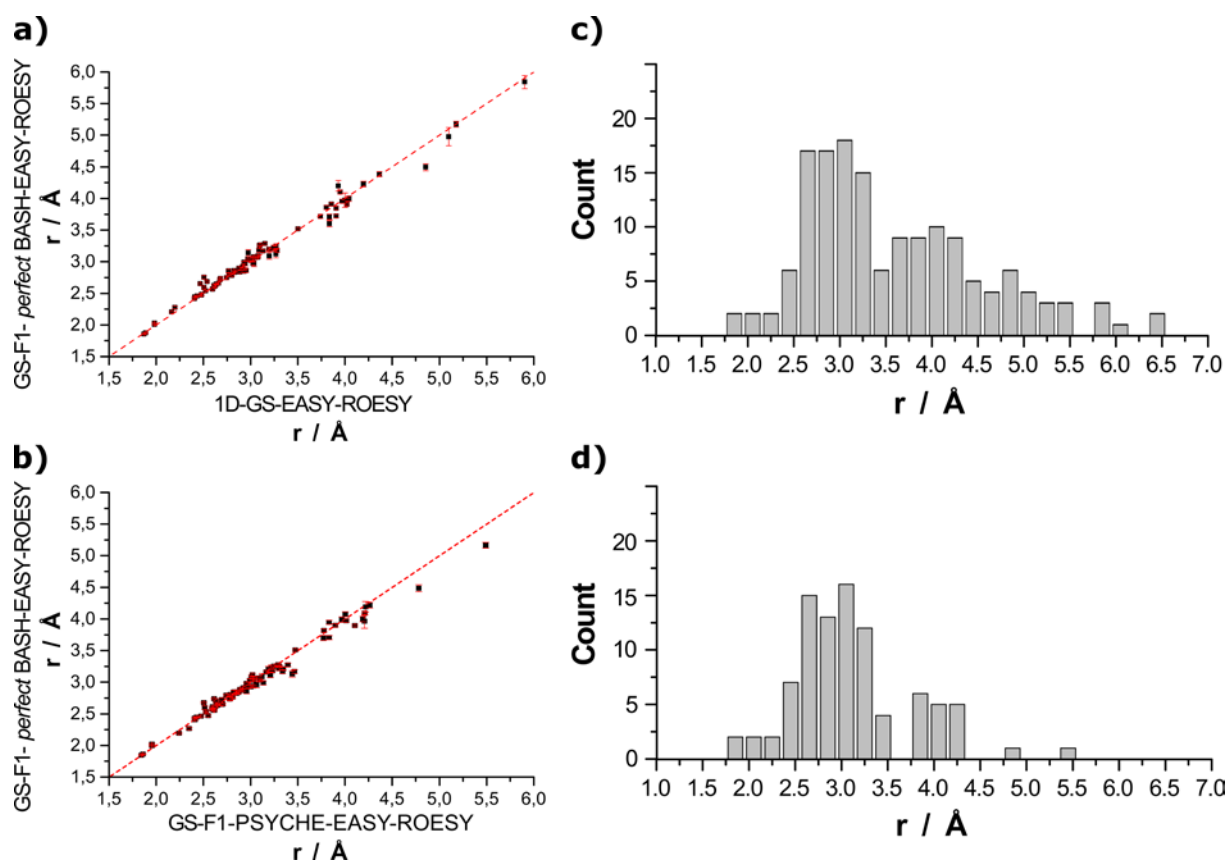 a)
GS-F1- perfect BASH-EASY-ROESY
r / Å
6,0
5,5
5,0
4,5
4,0
3,5
3,0
2,5
2,0
1,5
1,5 2,0 2,5 3,0 3,5 4,0 4,5 5,0 5,5 6,0
1D-GS-EASY-ROESY
r / Å
c)
Count
20
15
10
5
0
1.0 1.5 2.0 2.5 3.0 3.5 4.0 4.5 5.0 5.5 6.0 6.5 7.0
r / Å
b)
GS-F1- perfect BASH-EASY-ROESY
r / Å
6,0
5,5
5,0
4,5
4,0
3,5
3,0
2,5
2,0
1,5
1,5 2,0 2,5 3,0 3,5 4,0 4,5 5,0 5,5 6,0
GS-F1-PSYCHE-EASY-ROESY
r / Å
d)
Count
20
15
10
5
0
1.0 1.5 2.0 2.5 3.0 3.5 4.0 4.5 5.0 5.5 6.0 6.5 7.0
r / Å